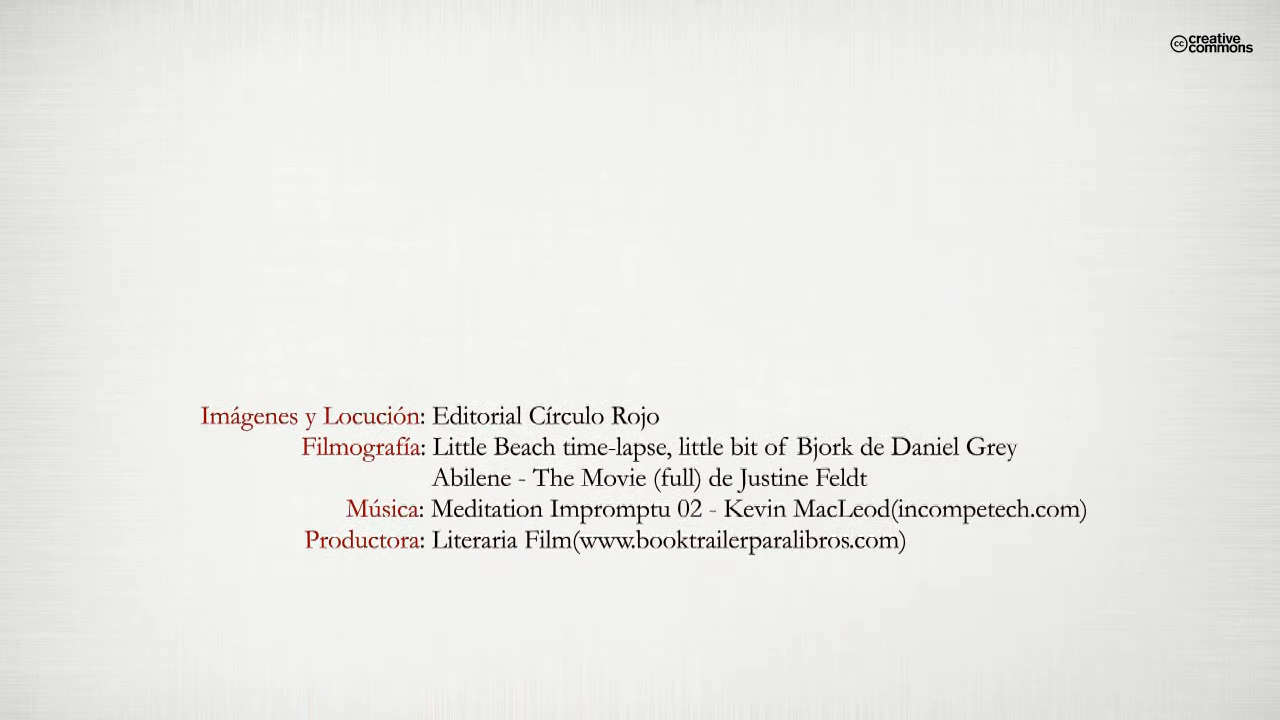 cc creative
commons
Imágenes y Locución: Editorial Círculo Rojo
Filmografía: Little Beach time-lapse, little bit of Bjork de Daniel Grey
Abilene - The Movie (full) de Justine Feldt
Música: Meditation Impromptu 02 - Kevin MacLeod(incompetech.com)
Productora: Literaria Film(www.booktrailerparalibros.com)